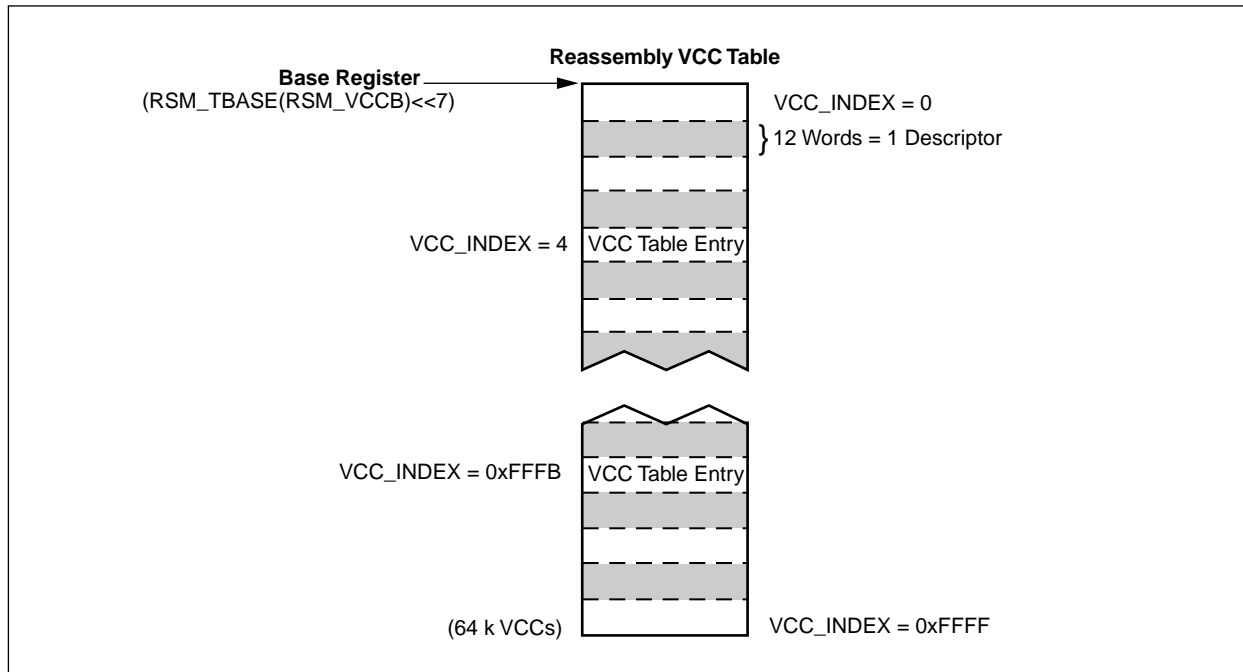 Reassembly VCC Table
Base Register
(RSM_TBASE(RSM_VCCB)<<7)
VCC_INDEX = 0
} 12 Words = 1 Descriptor
VCC_INDEX = 4
VCC Table Entry
VCC_INDEX = 0xFFFB
VCC Table Entry
(64 k VCCs)
VCC_INDEX = 0xFFFF